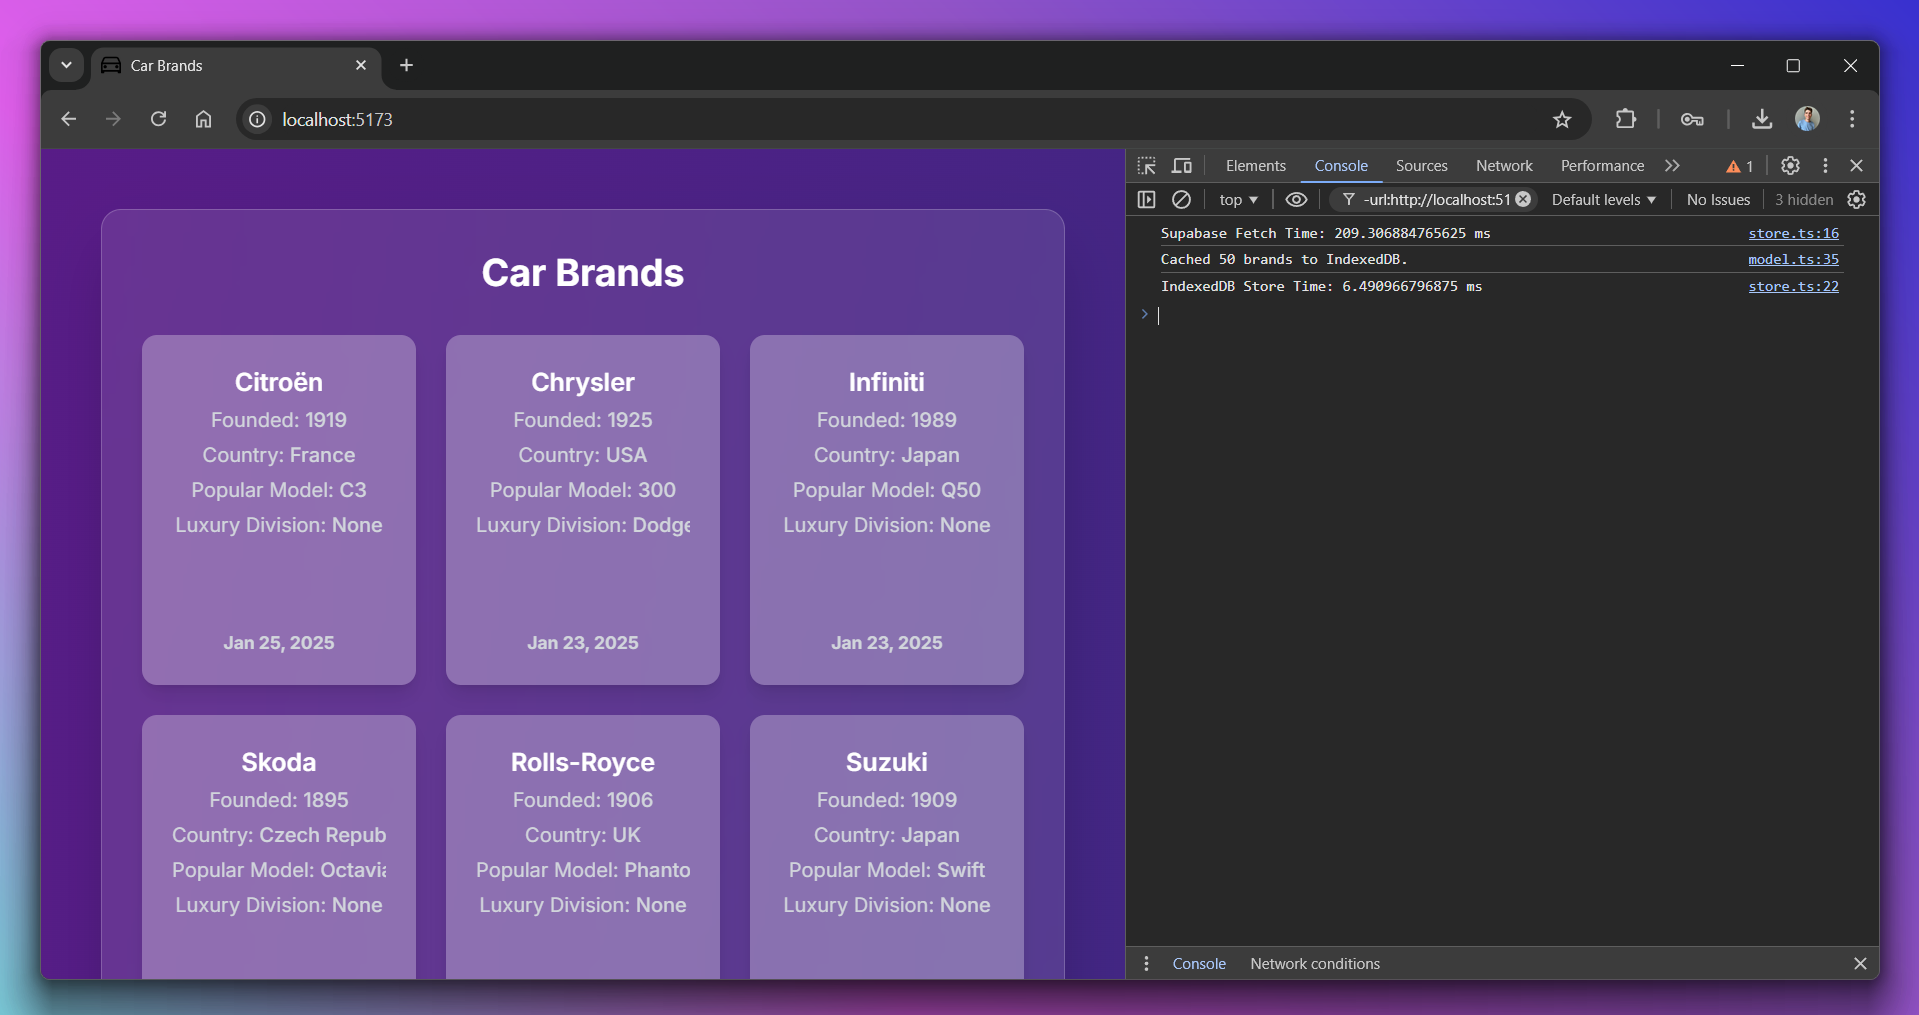 Car Brands
localhost:5173
Elements Console Sources Network Performance 1
top -url:http://localhost:51 Default levels No Issues 3 hidden
Supabase Fetch Time: 209.306884765625 ms store.ts:16
Cached 50 brands to IndexedDB. model.ts:35
IndexedDB Store Time: 6.490966796875 ms store.ts:22
Car Brands
Citroën
Founded: 1919
Country: France
Popular Model: C3
Luxury Division: None
Jan 25, 2025
Chrysler
Founded: 1925
Country: USA
Popular Model: 300
Luxury Division: Dodge
Jan 23, 2025
Infiniti
Founded: 1989
Country: Japan
Popular Model: Q50
Luxury Division: None
Jan 23, 2025
Skoda
Founded: 1895
Country: Czech Repub
Popular Model: Octavia
Luxury Division: None
Rolls-Royce
Founded: 1906
Country: UK
Popular Model: Phanto
Luxury Division: None
Suzuki
Founded: 1909
Country: Japan
Popular Model: Swift
Luxury Division: None
Console Network conditions